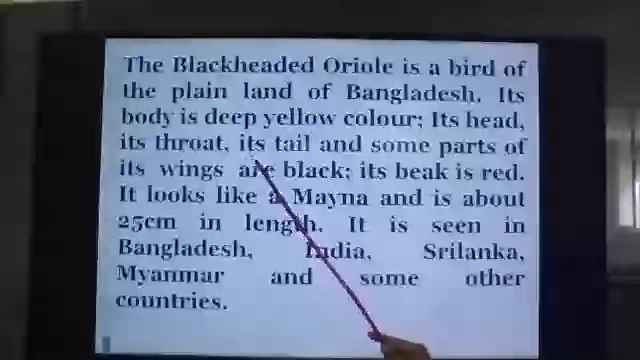 The Blackheaded Oriole is a bird of
the plain land of Bangladesh. Its
body is deep yellow colour; Its head,
its throat, its tail and some parts of
its wings are black; its beak is red.
It looks like a Mayna and is about
25cm in length. It is seen in
Bangladesh, India, Srilanka,
Myanmar and some other
countries.